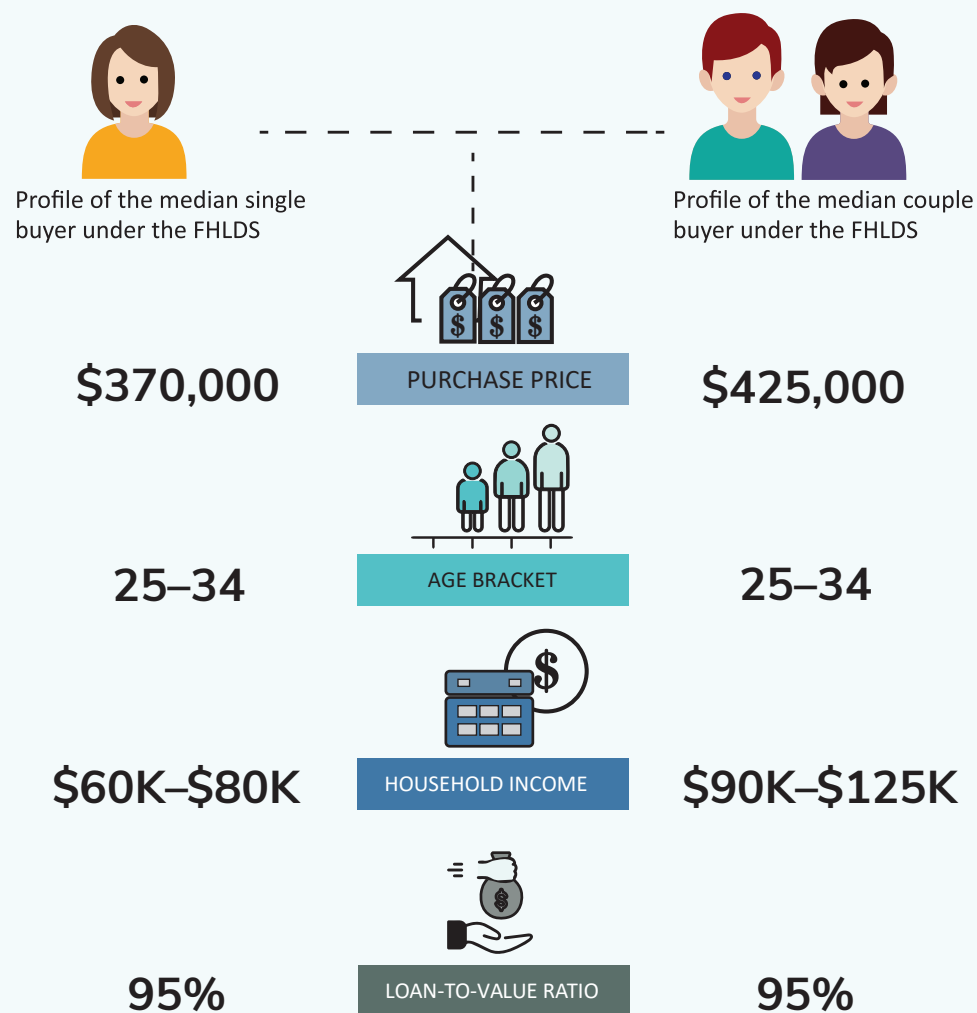 Profile of the median single
buyer under the FHLDS
Profile of the median couple
buyer under the FHLDS
$ $ $
$370,000
PURCHASE PRICE
$425,000
25–34
AGE BRACKET
25–34
$
$60K–$80K
HOUSEHOLD INCOME
$90K–$125K
$
95%
LOAN-TO-VALUE RATIO
95%